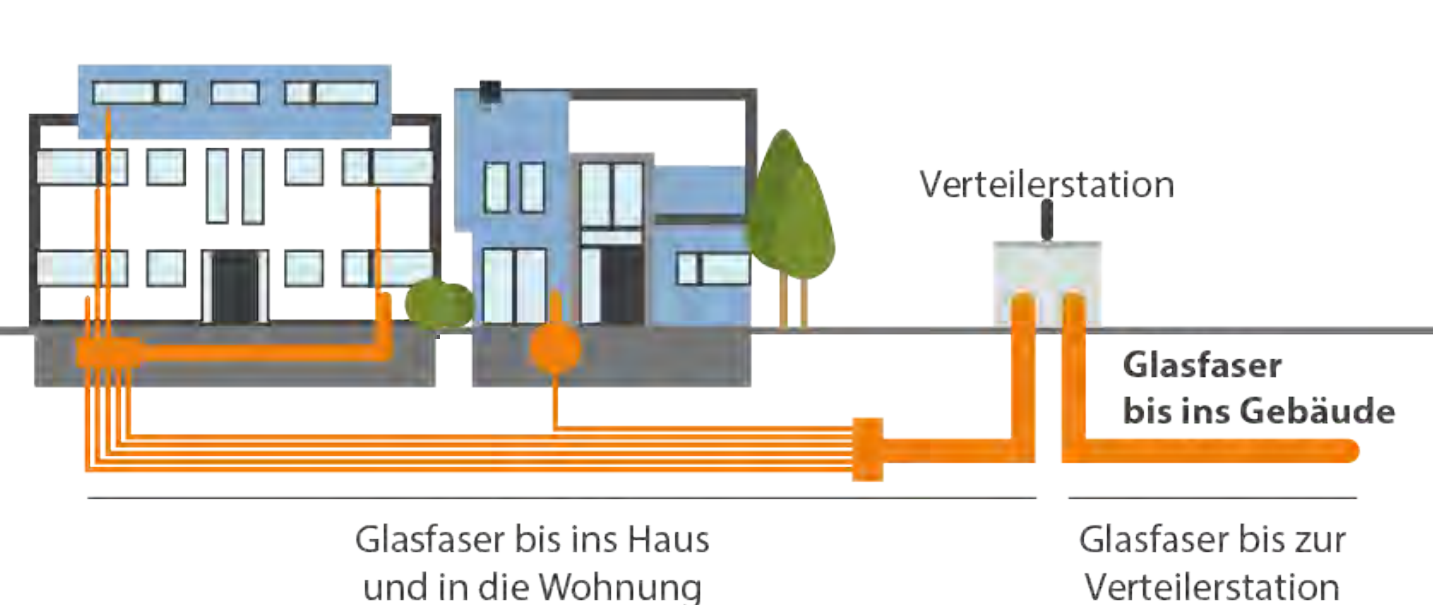 Verteilerstation
Glasfaser
bis ins Gebäude
Glasfaser bis ins Haus
und in die Wohnung
Glasfaser bis zur
Verteilerstation